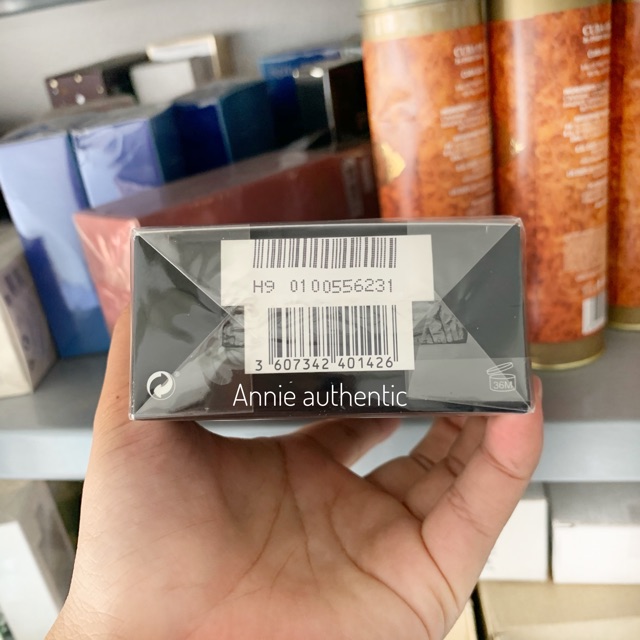 H9 0100556231
3 607342 401426
Annie authentic
36M